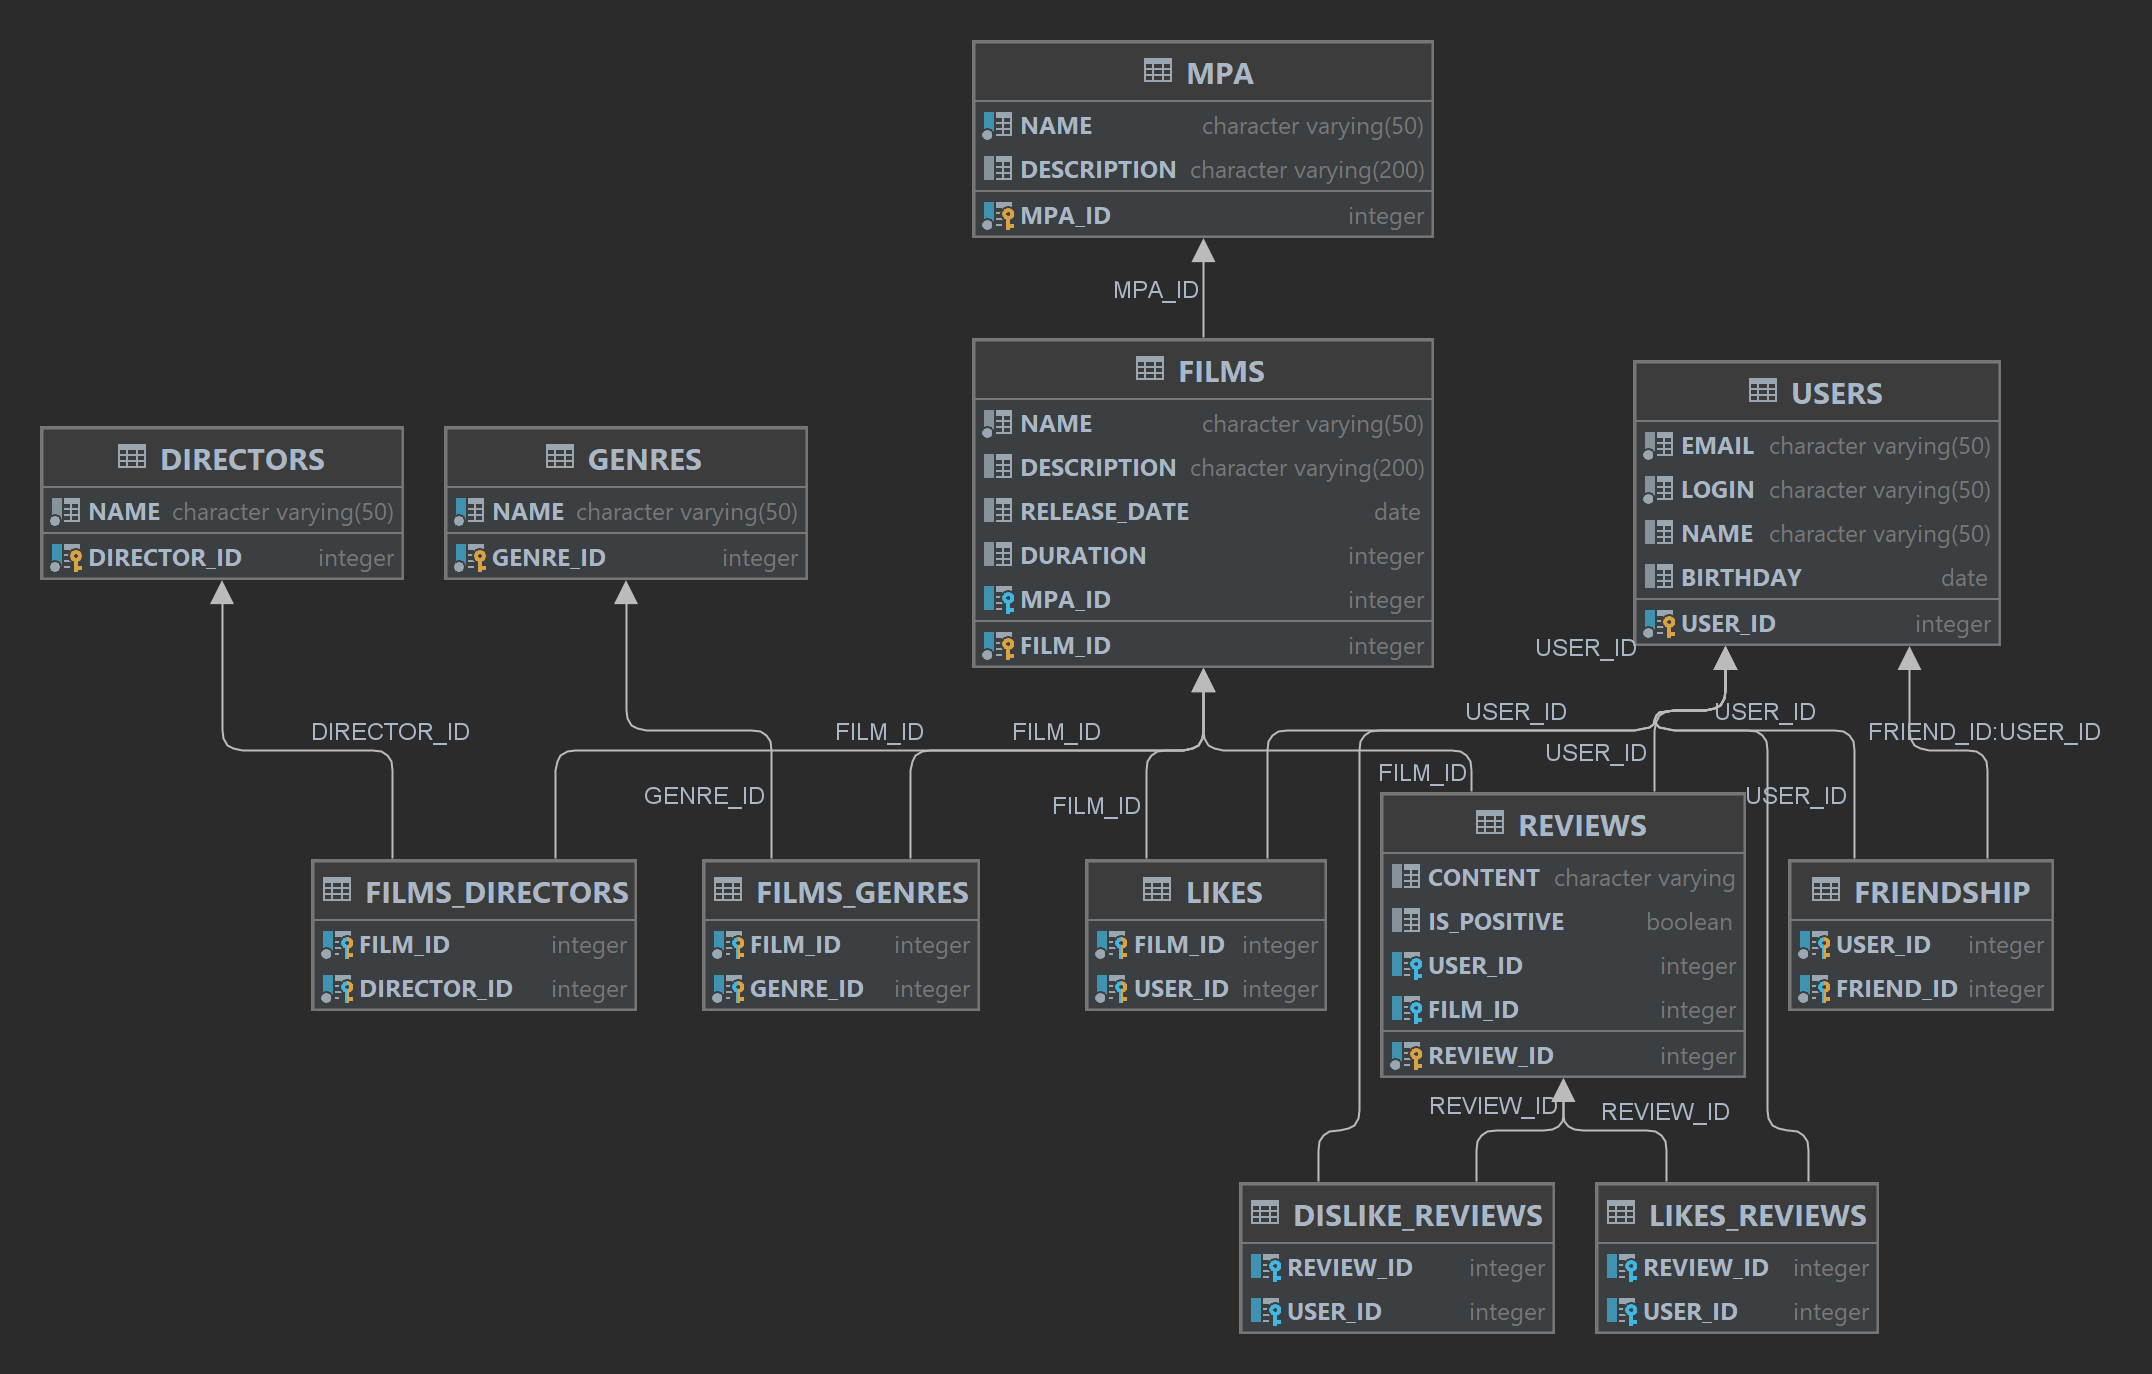 MPA
NAME character varying(50)
DESCRIPTION character varying(200)
MPA_ID integer
MPA_ID
FILMS
NAME character varying(50)
DESCRIPTION character varying(200)
RELEASE_DATE date
DURATION integer
MPA_ID integer
FILM_ID integer
USERS
EMAIL character varying(50)
LOGIN character varying(50)
NAME character varying(50)
BIRTHDAY date
USER_ID integer
DIRECTORS
NAME character varying(50)
DIRECTOR_ID integer
GENRES
NAME character varying(50)
GENRE_ID integer
USER_ID
DIRECTOR_ID
FILM_ID
FILM_ID
USER_ID
USER_ID
FRIEND_ID:USER_ID
USER_ID
FILM_ID
GENRE_ID
FILM_ID
USER_ID
FILMS_DIRECTORS
FILM_ID integer
DIRECTOR_ID integer
FILMS_GENRES
FILM_ID integer
GENRE_ID integer
LIKES
FILM_ID integer
USER_ID integer
REVIEWS
CONTENT character varying
IS_POSITIVE boolean
USER_ID integer
FILM_ID integer
REVIEW_ID integer
FRIENDSHIP
USER_ID integer
FRIEND_ID integer
REVIEW_ID
REVIEW_ID
DISLIKE_REVIEWS
REVIEW_ID integer
USER_ID integer
LIKES_REVIEWS
REVIEW_ID integer
USER_ID integer